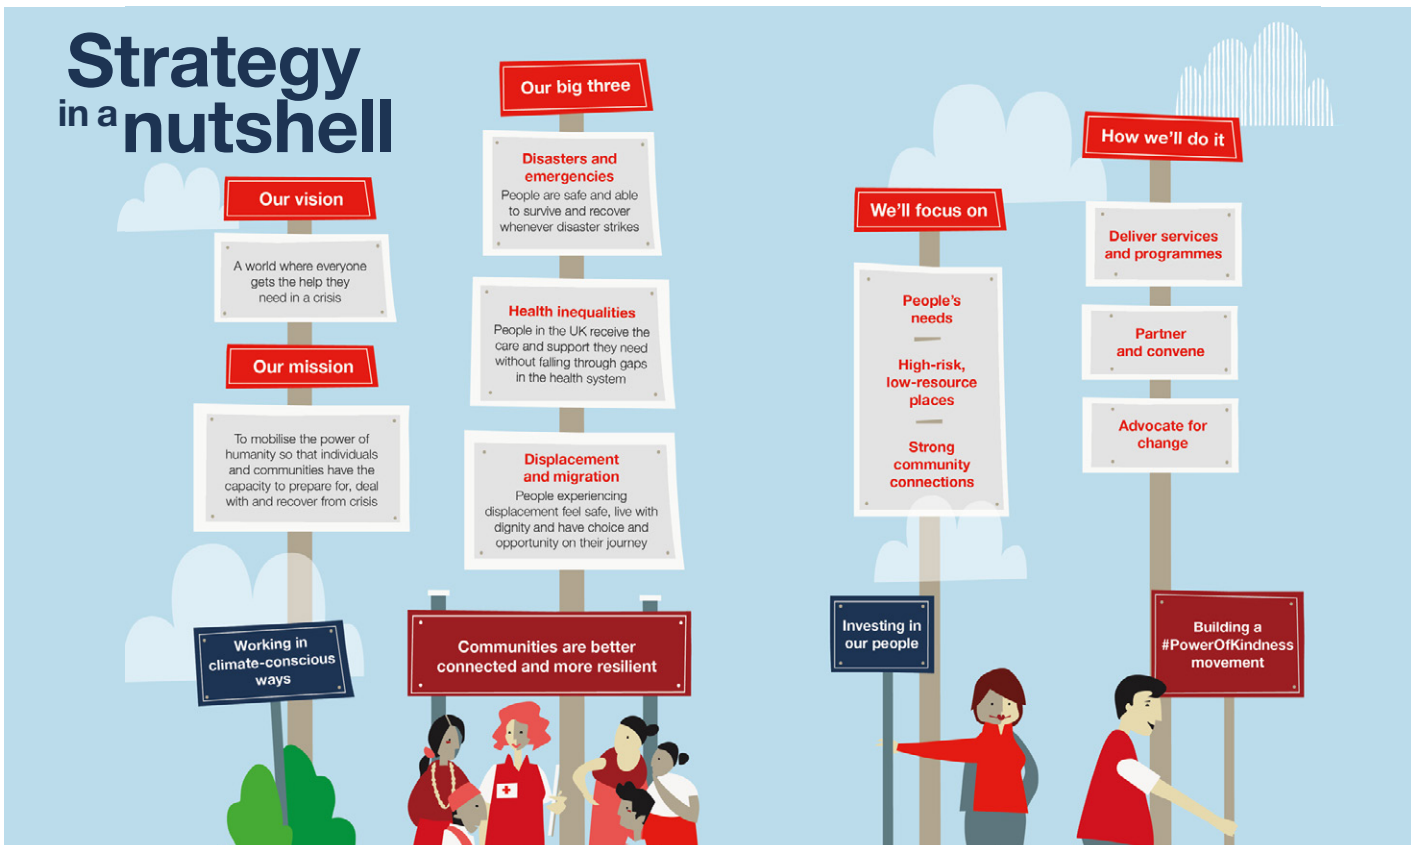 Strategy
in a nutshell
Our vision
A world where everyone
gets the help they
need in a crisis
Our mission
To mobilise the power of
humanity so that individuals
and communities have the
capacity to prepare for, deal
with and recover from crisis
Working in
climate-conscious
ways
Our big three
Disasters and
emergencies
People are safe and able
to survive and recover
whenever disaster strikes
Health inequalities
People in the UK receive the
care and support they need
without falling through gaps
in the health system
Displacement
and migration
People experiencing
displacement feel safe, live with
dignity and have choice and
opportunity on their journey
Communities are better
connected and more resilient
We'll focus on
People's
needs
High-risk,
low-resource
places
Strong
community
connections
Investing in
our people
How we'll do it
Deliver services
and programmes
Partner
and convene
Advocate for
change
Building a
#PowerOfKindness
movement